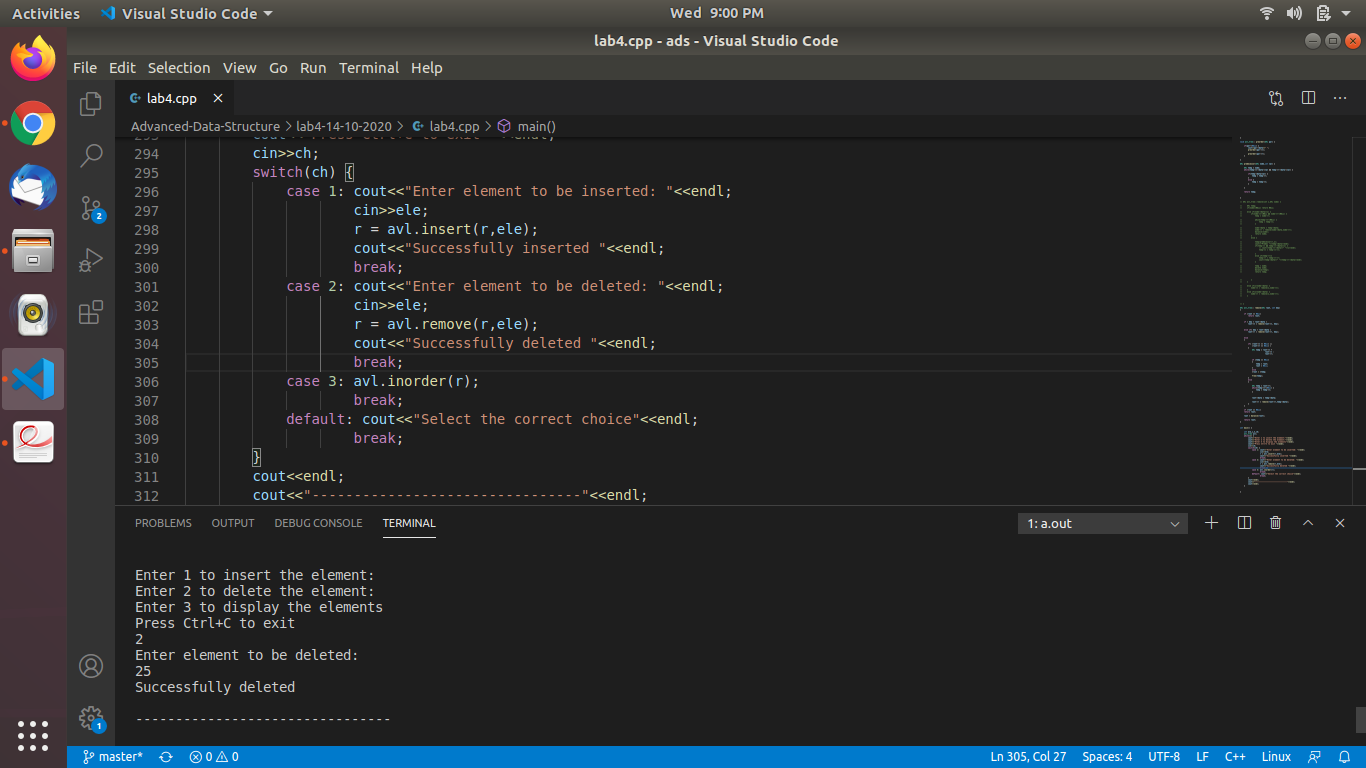 Activities Visual Studio Code Wed 9:00 PM
lab4.cpp - ads - Visual Studio Code
File Edit Selection View Go Run Terminal Help
lab4.cpp
Advanced-Data-Structure > lab4-14-10-2020 > lab4.cpp > main()
294 cin>>ch;
295 switch(ch) {
296 case 1: cout<<"Enter element to be inserted: "<<endl;
297 cin>>ele;
298 r = avl.insert(r,ele);
299 cout<<"Successfully inserted "<<endl;
300 break;
301 case 2: cout<<"Enter element to be deleted: "<<endl;
302 cin>>ele;
303 r = avl.remove(r,ele);
304 cout<<"Successfully deleted "<<endl;
305 break;
306 case 3: avl.inorder(r);
307 break;
308 default: cout<<"Select the correct choice"<<endl;
309 break;
310 }
311 cout<<endl;
312 cout<<"--------------------------------"<<endl;
PROBLEMS OUTPUT DEBUG CONSOLE TERMINAL 1: a.out
Enter 1 to insert the element:
Enter 2 to delete the element:
Enter 3 to display the elements
Press Ctrl+C to exit
2
Enter element to be deleted:
25
Successfully deleted
--------------------------------
2
1
master* 0 0 Ln 305, Col 27 Spaces: 4 UTF-8 LF C++ Linux